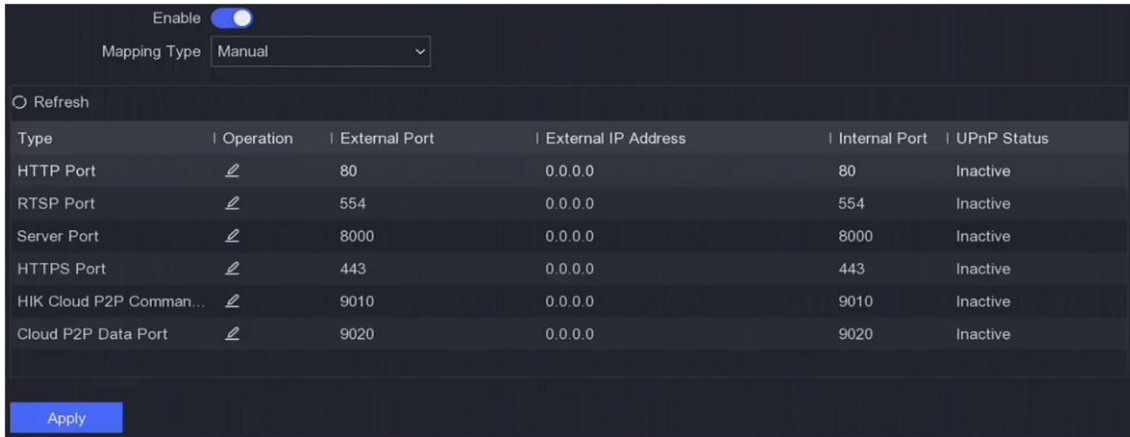 Enable
Mapping Type Manual
Refresh
Type Operation External Port External IP Address Internal Port UPnP Status
HTTP Port 80 0.0.0.0 80 Inactive
RTSP Port 554 0.0.0.0 554 Inactive
Server Port 8000 0.0.0.0 8000 Inactive
HTTPS Port 443 0.0.0.0 443 Inactive
HIK Cloud P2P Comman... 9010 0.0.0.0 9010 Inactive
Cloud P2P Data Port 9020 0.0.0.0 9020 Inactive
Apply